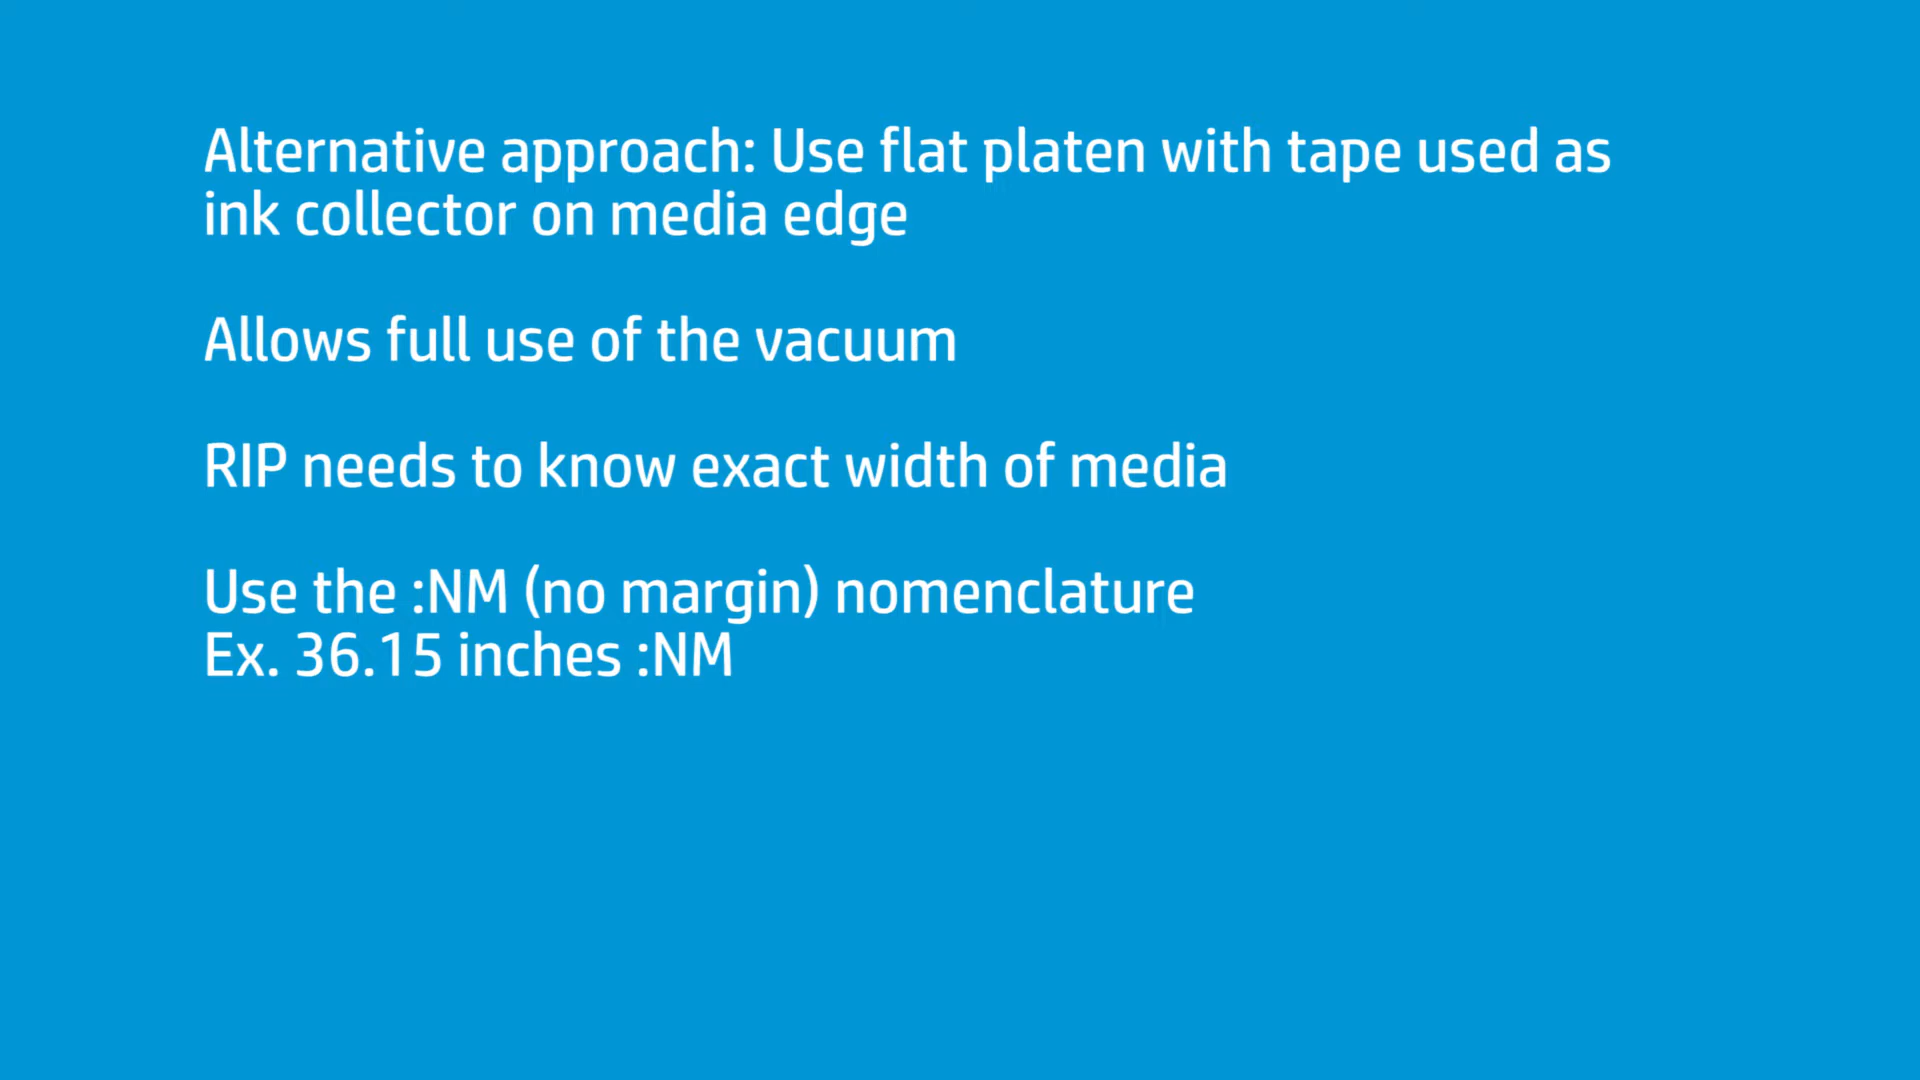 Alternative approach: Use flat platen with tape used as
ink collector on media edge
Allows full use of the vacuum
RIP needs to know exact width of media
Use the :NM (no margin) nomenclature
Ex. 36.15 inches :NM